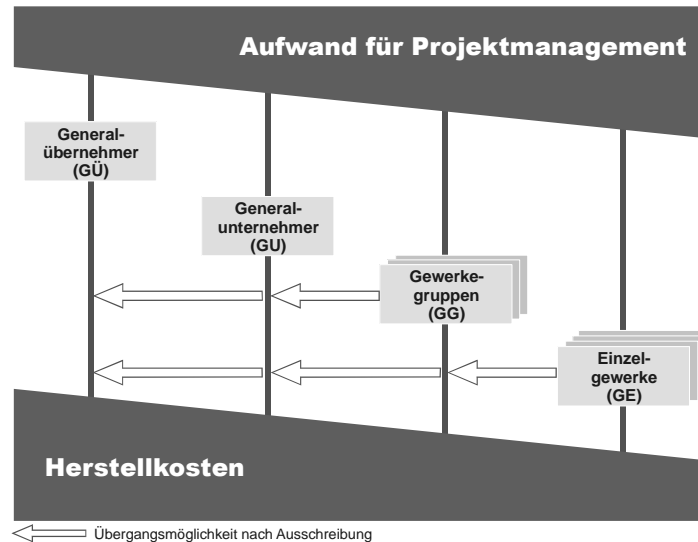 Aufwand für Projektmanagement
General-
übernehmer
(GÜ)
General-
unternehmer
(GU)
Gewerke-
gruppen
(GG)
Einzel-
gewerke
(GE)
Herstellkosten
Übergangsmöglichkeit nach Ausschreibung